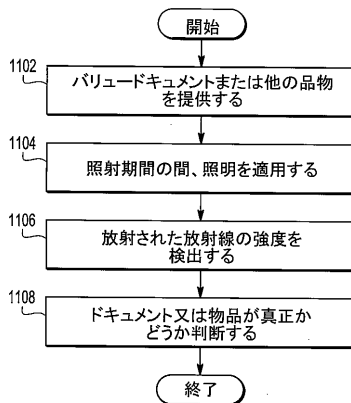 開始
1102
バリュードキュメントまたは他の品物
を提供する
1104
照射期間の間、照明を適用する
1106
放射された放射線の強度を
検出する
1108
ドキュメント又は物品が真正か
どうか判断する
終了